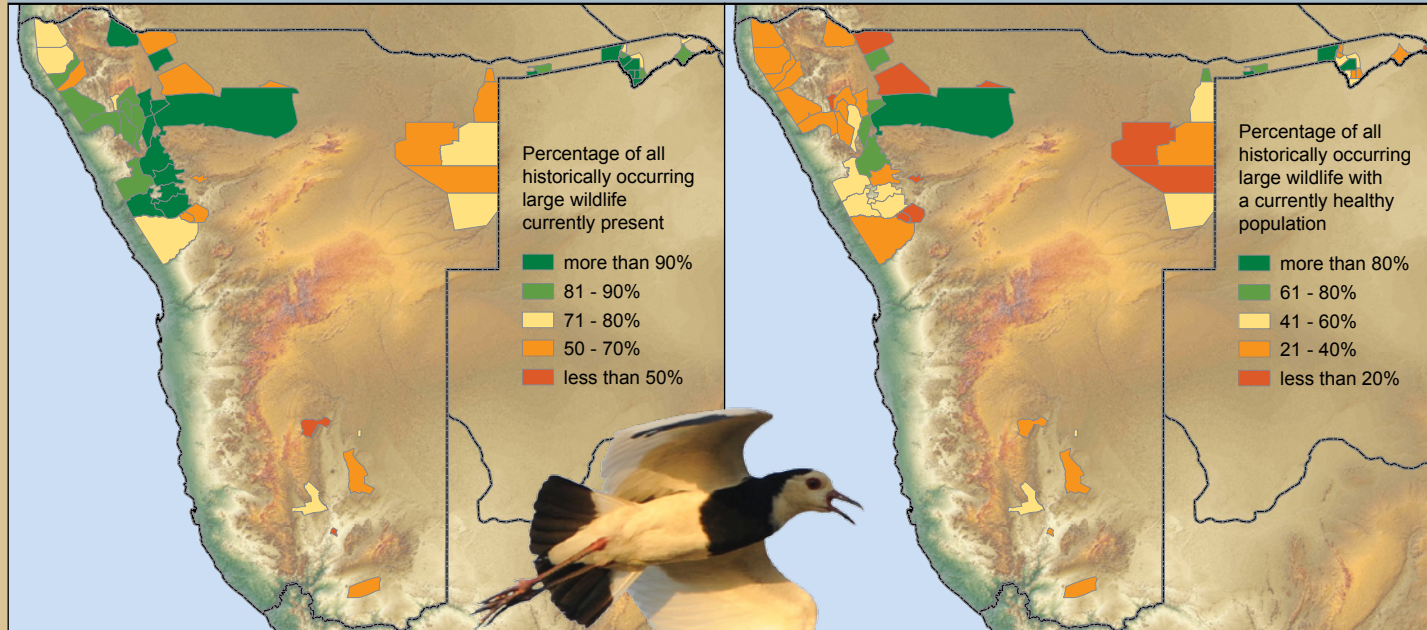 Percentage of all
historically occurring
large wildlife
currently present
more than 90%
81 - 90%
71 - 80%
50 - 70%
less than 50%
Percentage of all
historically occurring
large wildlife with
a currently healthy
population
more than 80%
61 - 80%
41 - 60%
21 - 40%
less than 20%